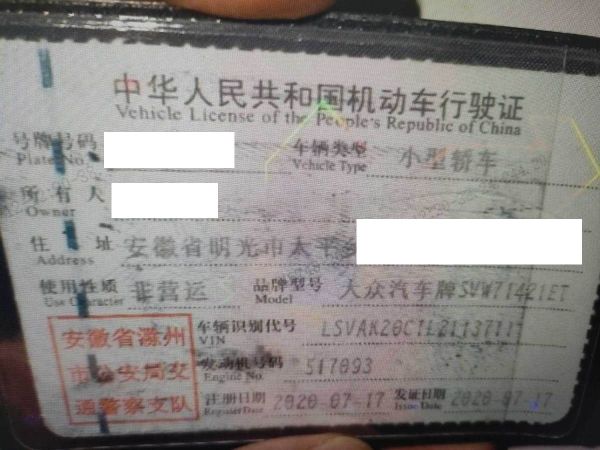 中华人民共和国机动车行驶证
Vehicle License of the People's Republic of China
号牌号码 车辆类型 小型轿车
Plate No. Vehicle Type
所有人
Owner
住址 安徽省明光市太平
Address
使用性质 非营运 品牌型号 大众汽车牌SVW71421ET
Use Character Model
安徽省滁州 车辆识别代号
市公安局交 VIN
通警察支队 发动机号码 517093
Engine No.
注册日期 2020-07-17 发证日期 2020-07-17
Register Date Issue Date